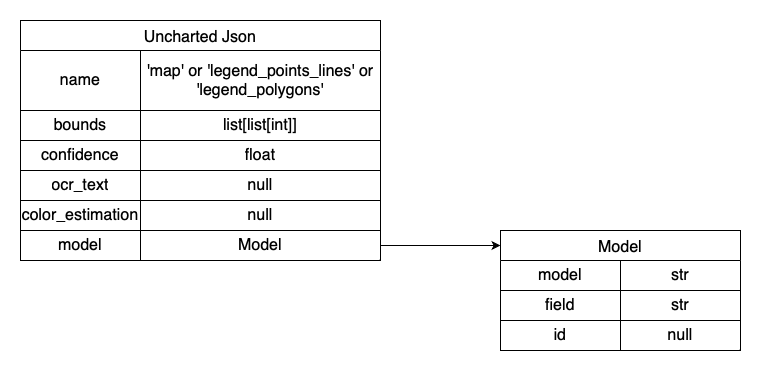 Uncharted Json
name
'map' or 'legend_points_lines' or
'legend_polygons'
bounds
list[list[int]]
confidence
float
ocr_text
null
color_estimation
null
model
Model
Model
model
str
field
str
id
null